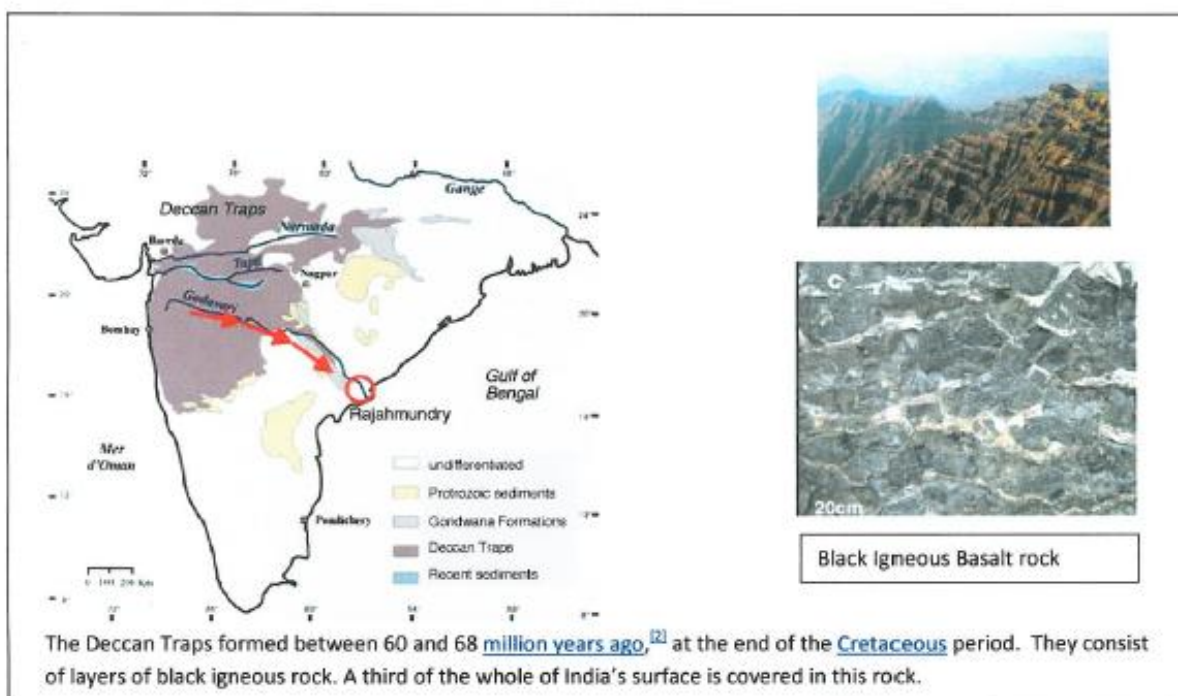 Deccan Traps
Gange
Narmada
Baroda
Tapti
Nagpur
Godavari
Bombay
Gulf of
Bengal
Rajahmundry
Mer
d'Oman
undifferentiated
Protrozoic sediments
Gondwana Formations
Deccan Traps
Recent sediments
Pondichery
20cm
Black Igneous Basalt rock
The Deccan Traps formed between 60 and 68 million years ago,[2] at the end of the Cretaceous period. They consist
of layers of black igneous rock. A third of the whole of India's surface is covered in this rock.